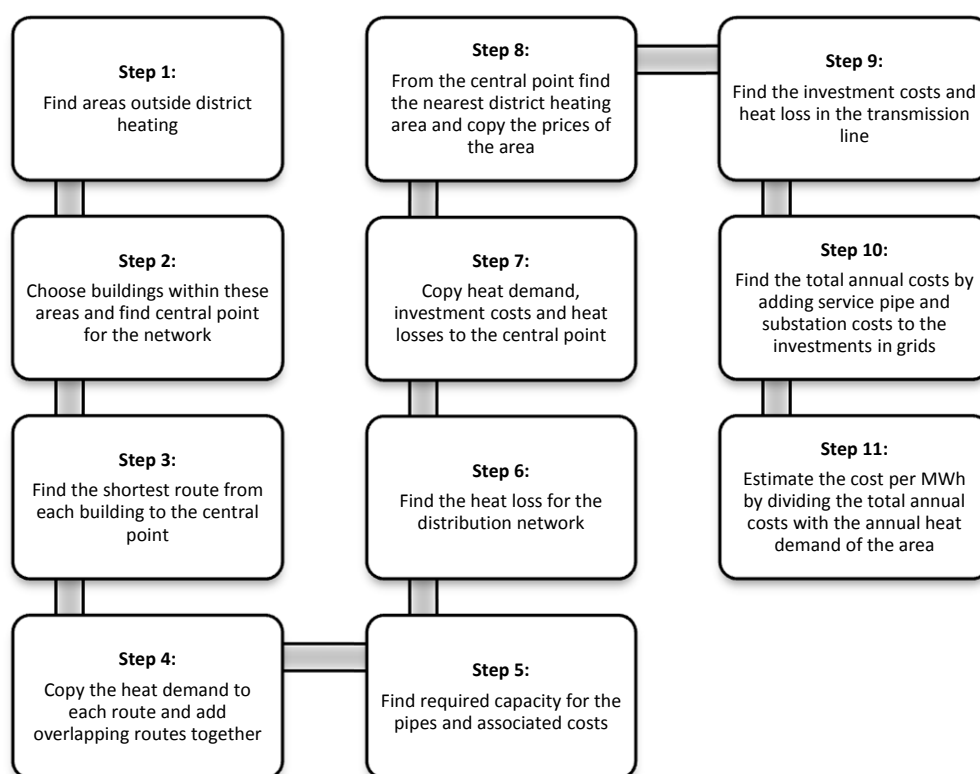 Step 1:
Find areas outside district
heating
Step 2:
Choose buildings within these
areas and find central point
for the network
Step 3:
Find the shortest route from
each building to the central
point
Step 4:
Copy the heat demand to
each route and add
overlapping routes together
Step 5:
Find required capacity for the
pipes and associated costs
Step 6:
Find the heat loss for the
distribution network
Step 7:
Copy heat demand,
investment costs and heat
losses to the central point
Step 8:
From the central point find
the nearest district heating
area and copy the prices of
the area
Step 9:
Find the investment costs and
heat loss in the transmission
line
Step 10:
Find the total annual costs by
adding service pipe and
substation costs to the
investments in grids
Step 11:
Estimate the cost per MWh
by dividing the total annual
costs with the annual heat
demand of the area